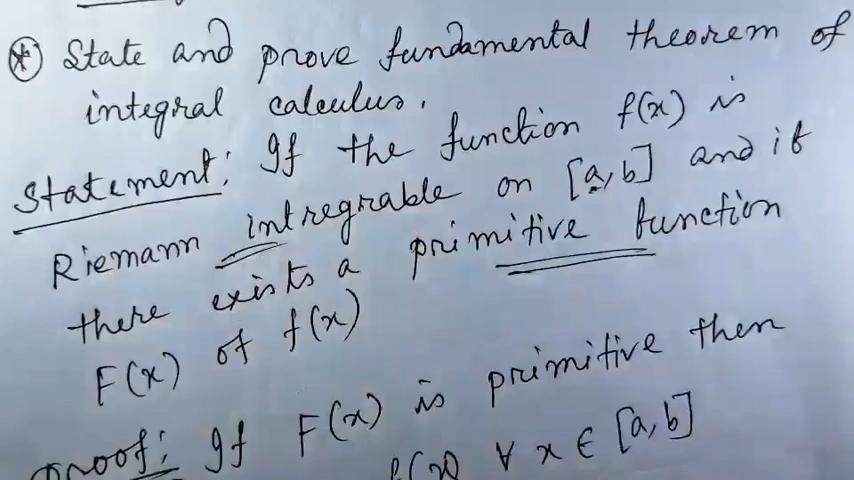 * State and prove fundamental theorem of
integral calculus.
Statement: If the function f(x) is
Riemann intregrable on [a,b] and if
there exists a primitive function
F(x) of f(x)
Proof: If F(x) is primitive then
f(x) ∀ x ∈ [a,b]